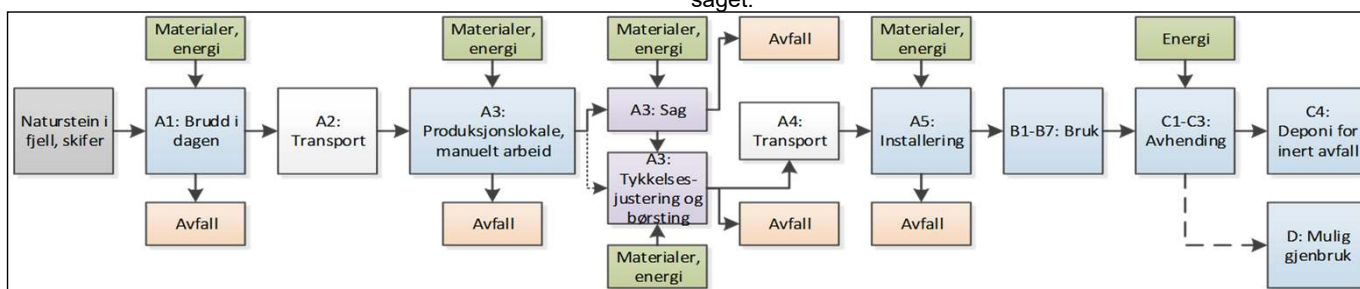 saget.
Materialer,
energi
Materialer,
energi
Materialer,
energi
Avfall
Materialer,
energi
Energi
Naturstein i
fjell, skifer
A1: Brudd i
dagen
A2:
Transport
A3:
Produksjonslokale,
manuelt arbeid
A3: Sag
A3:
Tykkelses-
justering og
børsting
A4:
Transport
A5:
Installering
B1-B7: Bruk
C1-C3:
Avhending
C4:
Deponi for
inert avfall
Avfall
Avfall
Avfall
Avfall
Materialer,
energi
D: Mulig
gjenbruk